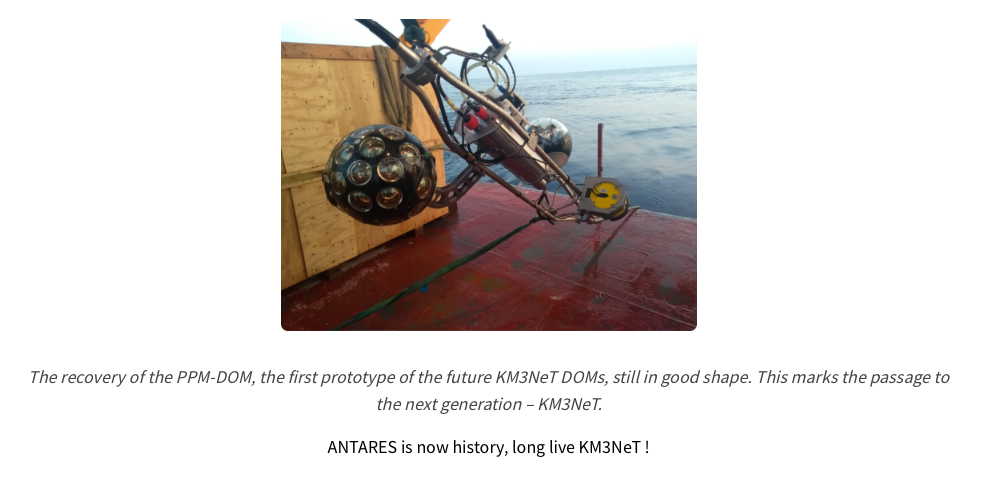 The recovery of the PPM-DOM, the first prototype of the future KM3NeT DOMs, still in good shape. This marks the passage to
the next generation – KM3NeT.
ANTARES is now history, long live KM3NeT !